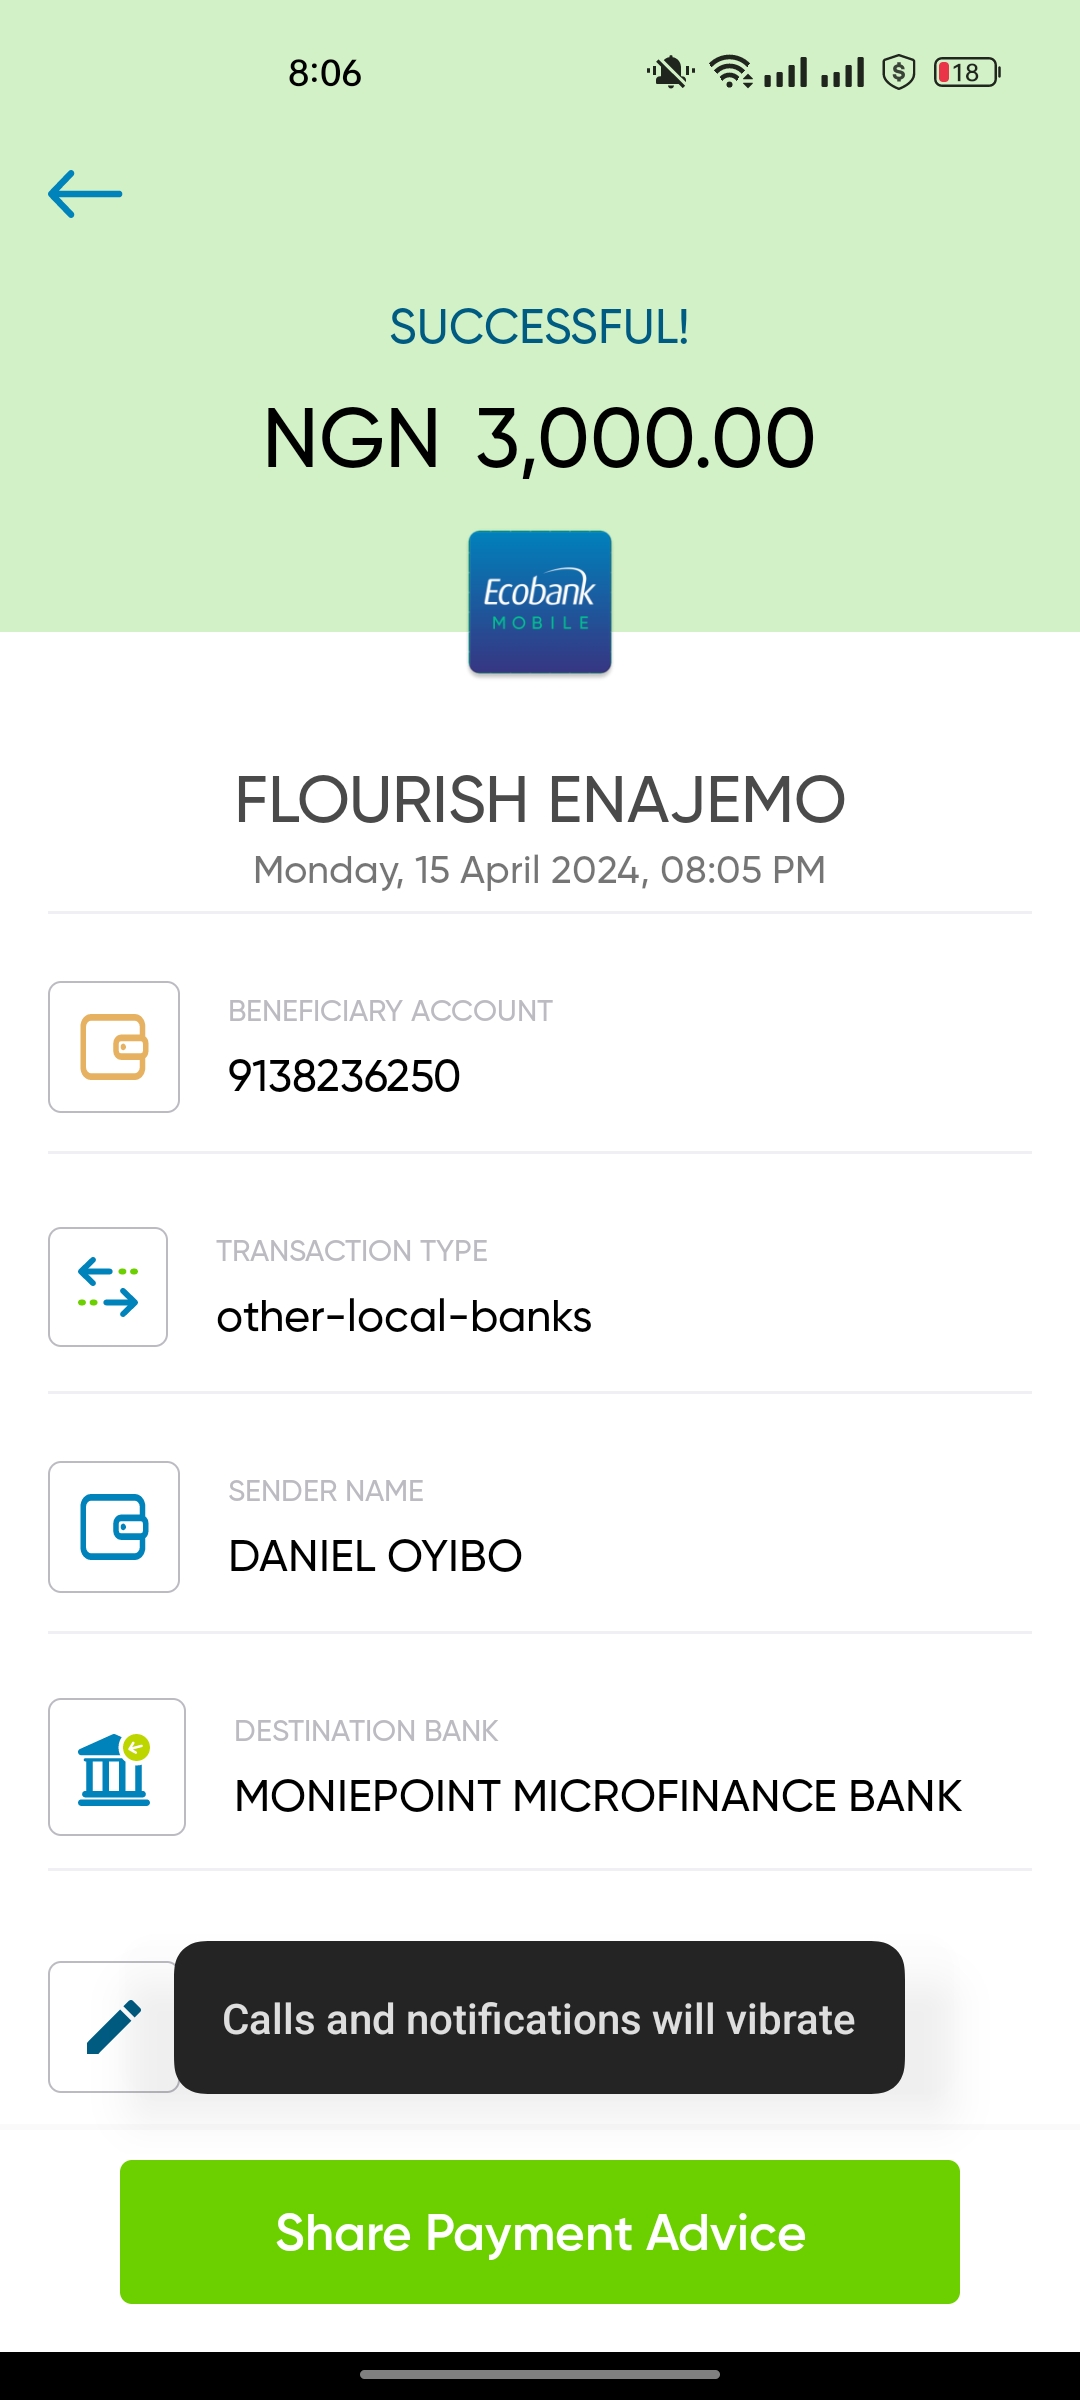 8:06
18
SUCCESSFUL!
NGN 3,000.00
Ecobank
MOBILE
FLOURISH ENAJEMO
Monday, 15 April 2024, 08:05 PM
BENEFICIARY ACCOUNT
9138236250
TRANSACTION TYPE
other-local-banks
SENDER NAME
DANIEL OYIBO
DESTINATION BANK
MONIEPOINT MICROFINANCE BANK
Calls and notifications will vibrate
Share Payment Advice